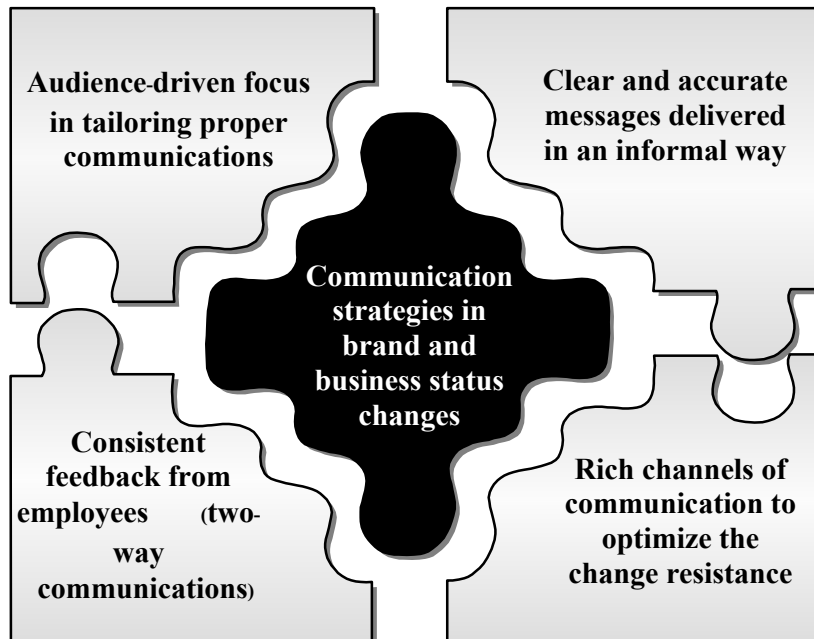 Audience-driven focus
in tailoring proper
communications
Clear and accurate
messages delivered
in an informal way
Communication
strategies in
brand and
business status
changes
Consistent
feedback from
employees (two-
way
communications)
Rich channels of
communication to
optimize the
change resistance